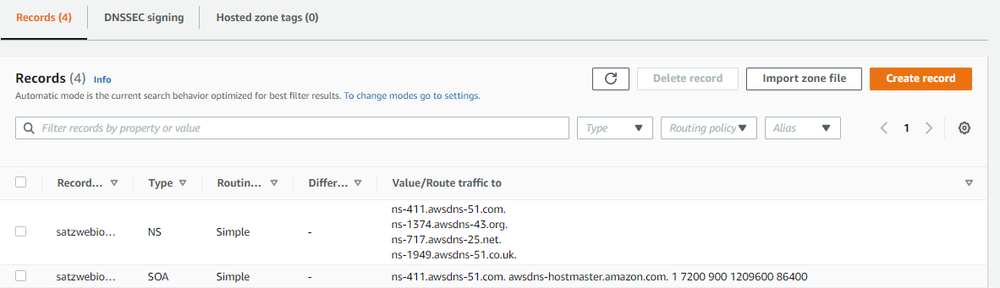 Records (4) DNSSEC signing Hosted zone tags (0)
Records (4) Info
Delete record Import zone file Create record
Automatic mode is the current search behavior optimized for best filter results. To change modes go to settings.
Filter records by property or value Type Routing policy Alias 1
Record... Type Routin... Differ... Value/Route traffic to
ns-411.awsdns-51.com.
ns-1374.awsdns-43.org.
satzwebio... NS Simple -
ns-717.awsdns-25.net.
ns-1949.awsdns-51.co.uk.
satzwebio... SOA Simple - ns-411.awsdns-51.com. awsdns-hostmaster.amazon.com. 1 7200 900 1209600 86400